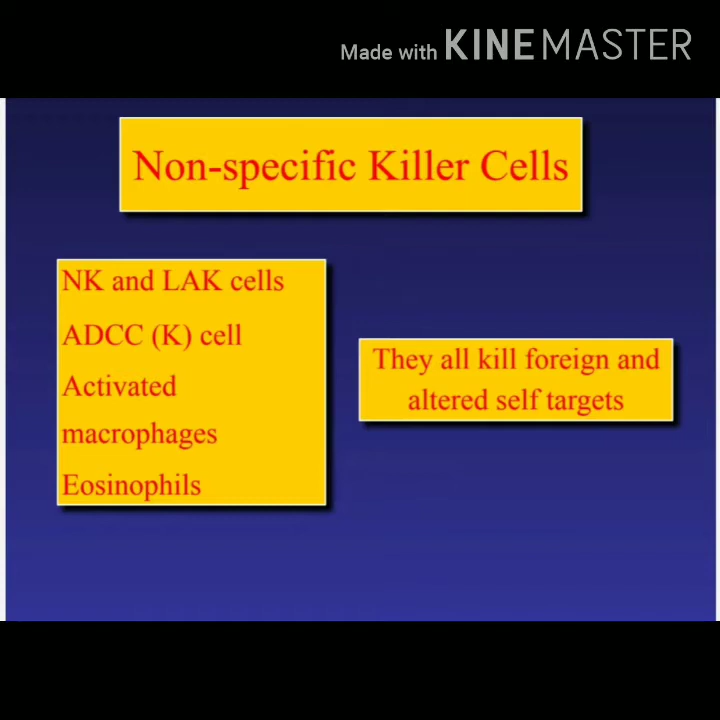 Made with KINEMASTER
Non-specific Killer Cells
NK and LAK cells
ADCC (K) cell
Activated
macrophages
Eosinophils
They all kill foreign and
altered self targets